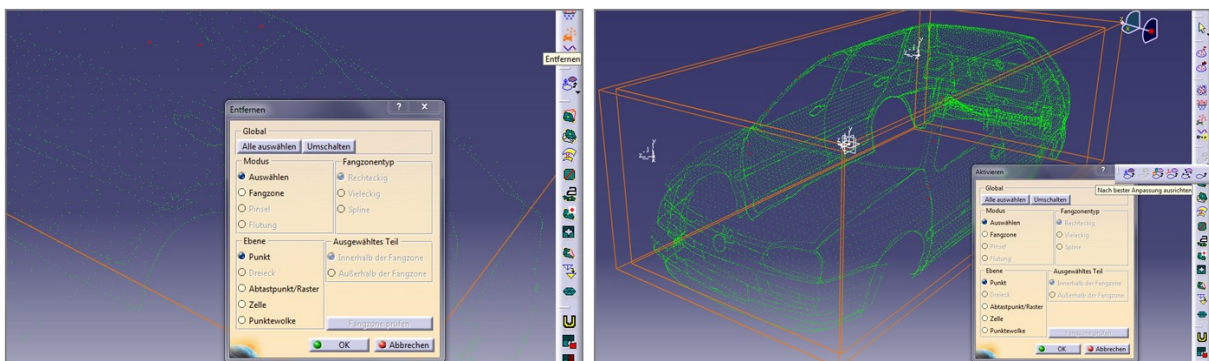 Entfernen
Entfernen
Global
Alle auswählen Umschalten
Modus Fangzonentyp
Auswählen Rechteckig
Fangzone Vieleckig
Pinsel Spline
Flutung
Ebene Ausgewähltes Teil
Punkt Innerhalb der Fangzone
Dreieck Außerhalb der Fangzone
Abtastpunkt/Raster
Zelle
Punktewolke Fangzone prüfen
OK Abbrechen
Aktivieren
Nach bester Anpassung ausrichten
Global
Alle auswählen Umschalten
Modus Fangzonentyp
Auswählen Rechteckig
Fangzone Vieleckig
Pinsel Spline
Flutung
Ebene Ausgewähltes Teil
Punkt Innerhalb der Fangzone
Dreieck Außerhalb der Fangzone
Abtastpunkt/Raster
Zelle
Punktewolke Fangzone prüfen
OK Abbrechen